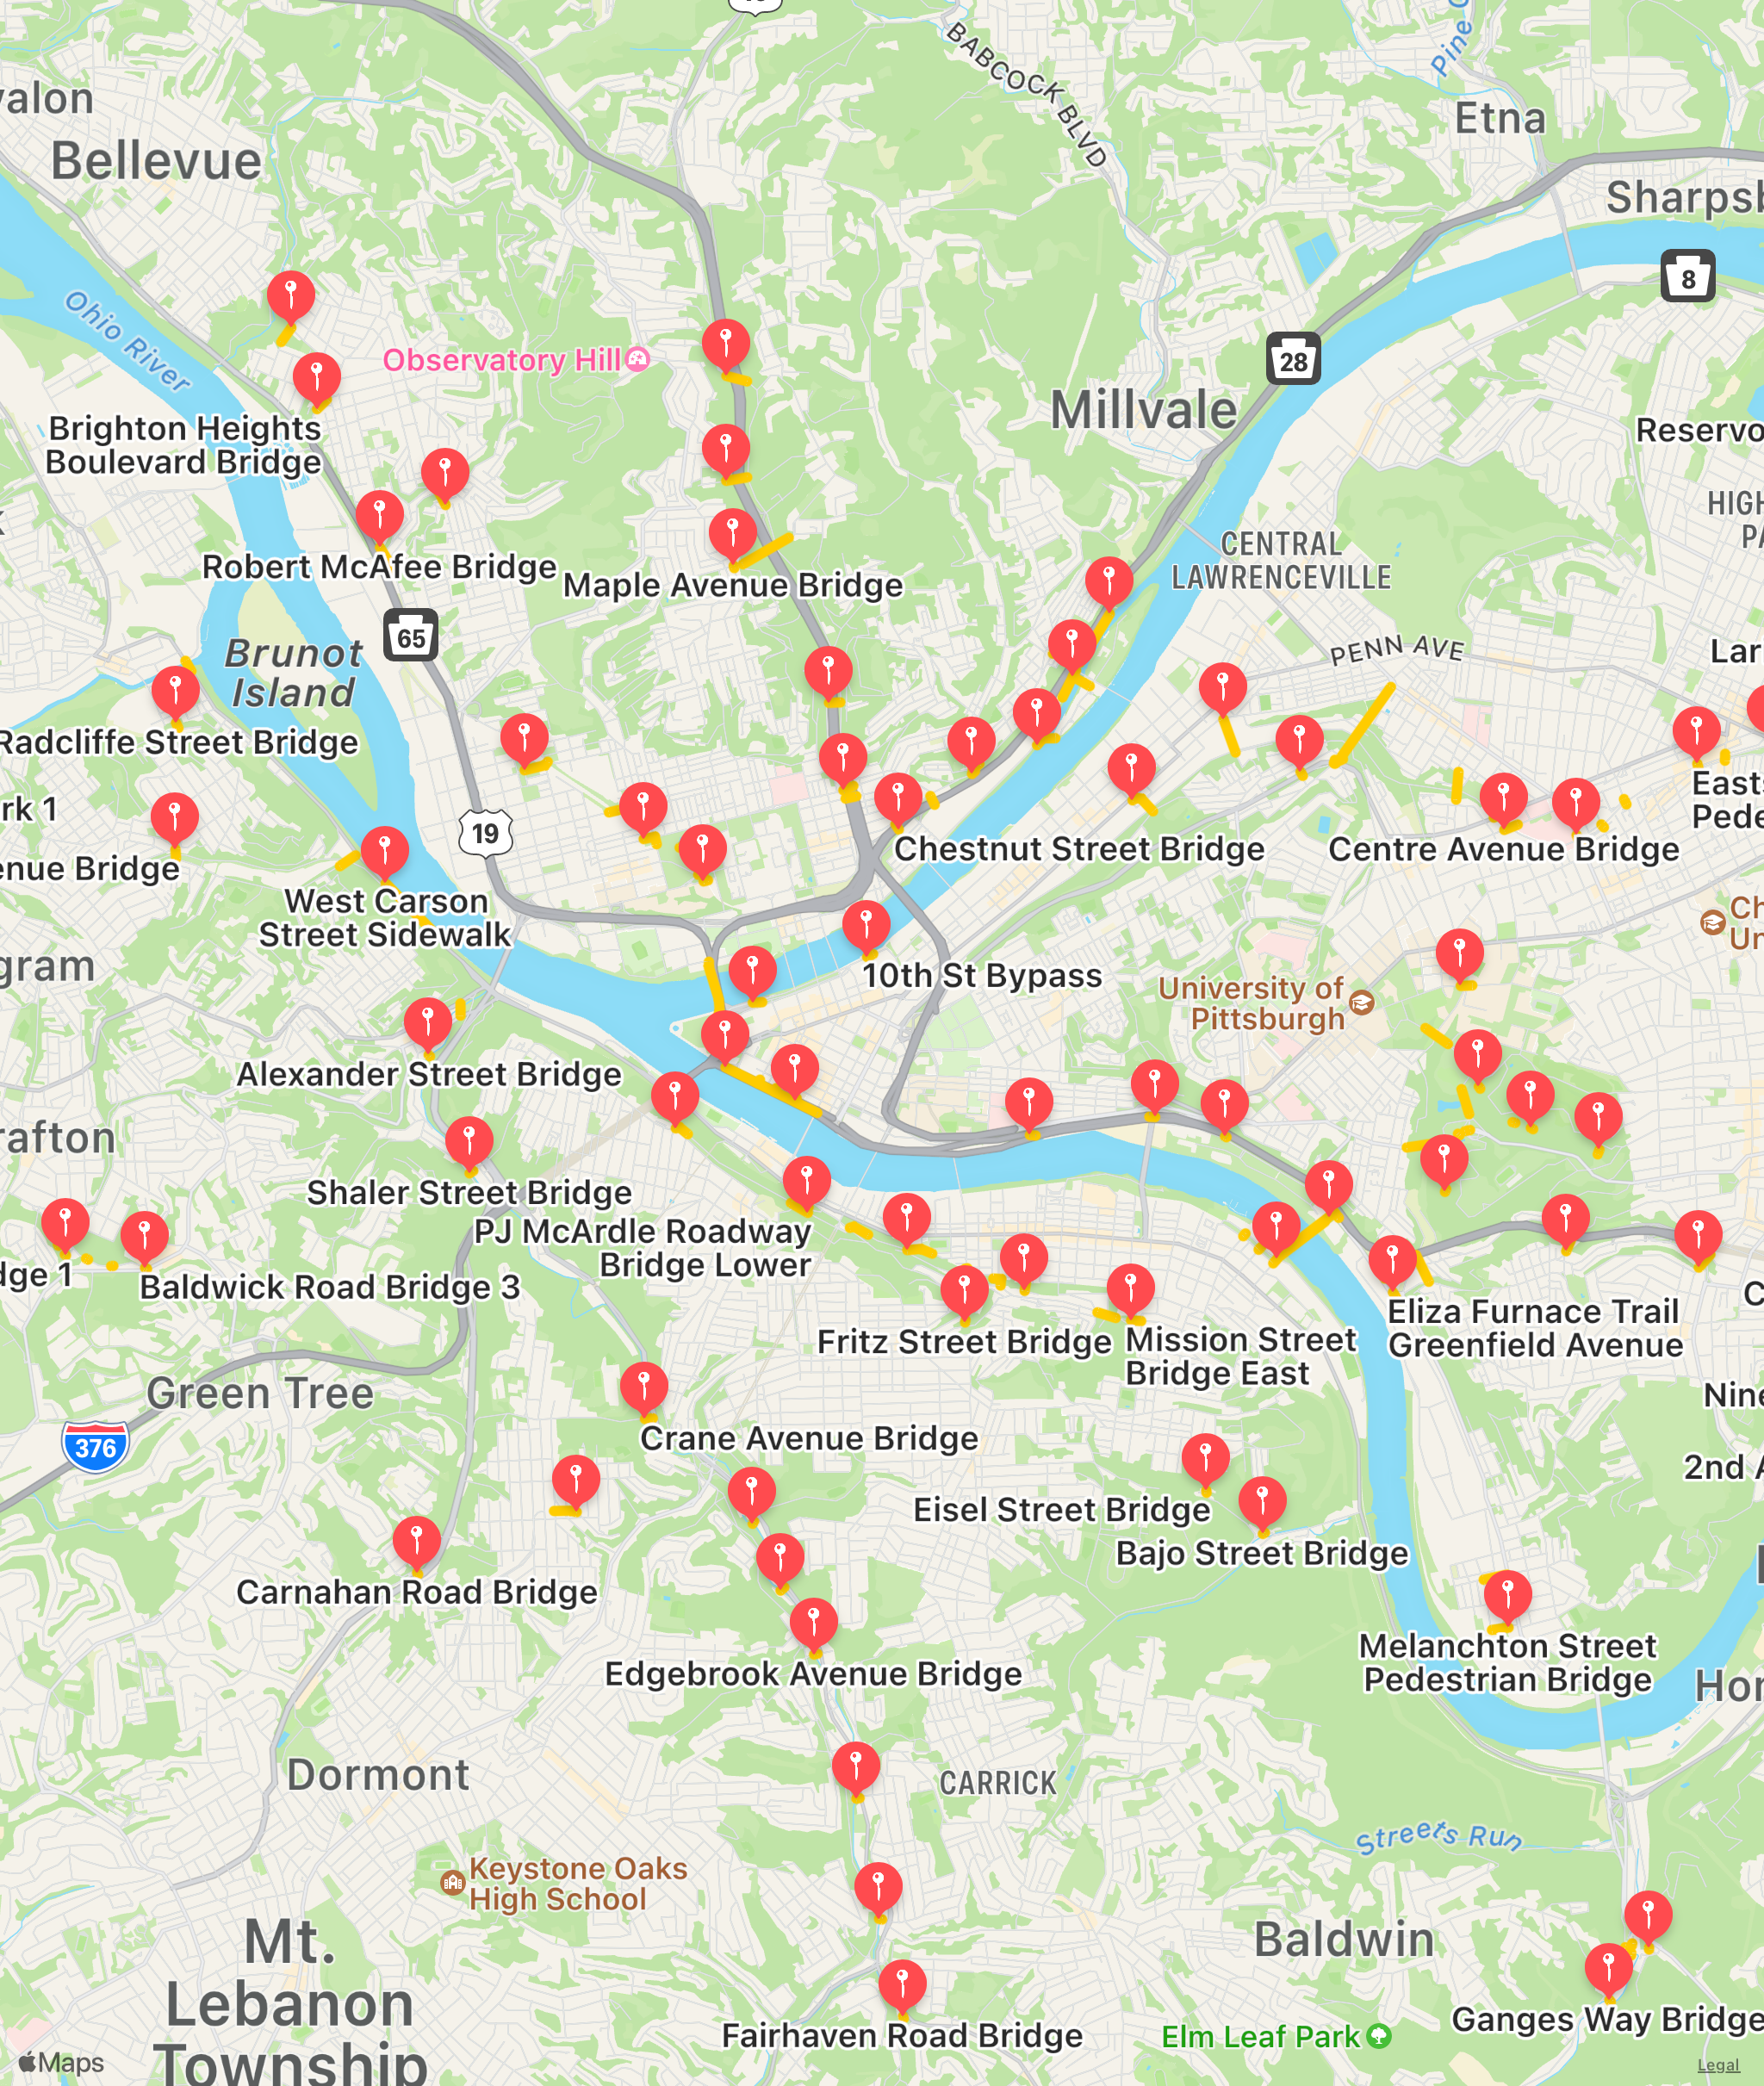 BABCOCK BLVD
Pine
valon
Etna
Bellevue
Sharpsb
8
Ohio River
28
Observatory Hill
Millvale
Brighton Heights
Boulevard Bridge
Reservo
HIGH
PA
CENTRAL
LAWRENCEVILLE
Robert McAfee Bridge
Maple Avenue Bridge
65
PENN AVE
Lar
Brunot
Island
Radcliffe Street Bridge
East
Pede
rk 1
19
Chestnut Street Bridge
Centre Avenue Bridge
enue Bridge
West Carson
Street Sidewalk
Ch
Un
gram
10th St Bypass
University of
Pittsburgh
Alexander Street Bridge
rafton
Shaler Street Bridge
PJ McArdle Roadway
Bridge Lower
dge 1
Baldwick Road Bridge 3
C
Eliza Furnace Trail
Greenfield Avenue
Fritz Street Bridge
Mission Street
Bridge East
Green Tree
Nine
376
Crane Avenue Bridge
2nd A
Eisel Street Bridge
Bajo Street Bridge
Carnahan Road Bridge
Melanchton Street
Pedestrian Bridge
Edgebrook Avenue Bridge
Hom
Dormont
CARRICK
Streets Run
Keystone Oaks
High School
Mt.
Lebanon
Township
Baldwin
Ganges Way Bridge
Fairhaven Road Bridge
Elm Leaf Park
Maps
Legal